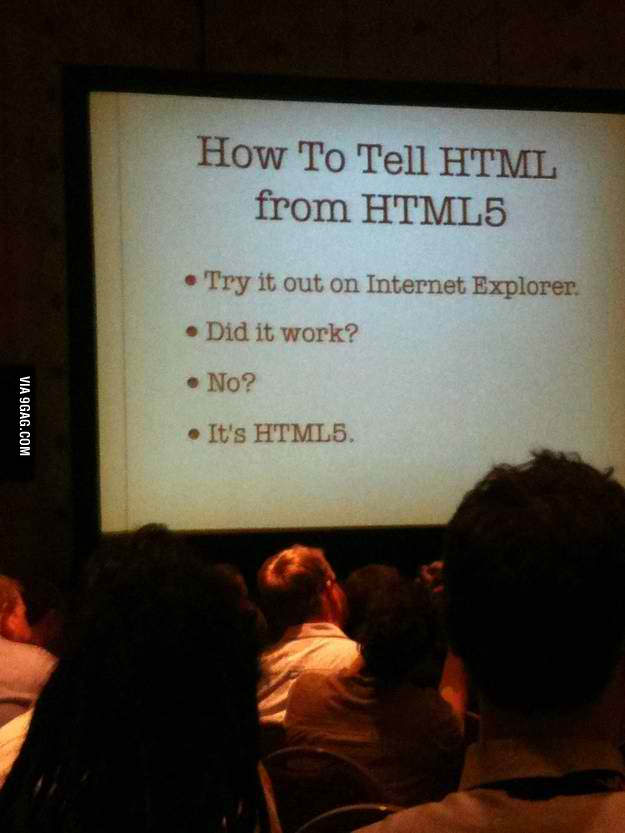 How To Tell HTML
from HTML5
• Try it out on Internet Explorer.
• Did it work?
• No?
• It's HTML5.
VIA 9GAG.COM